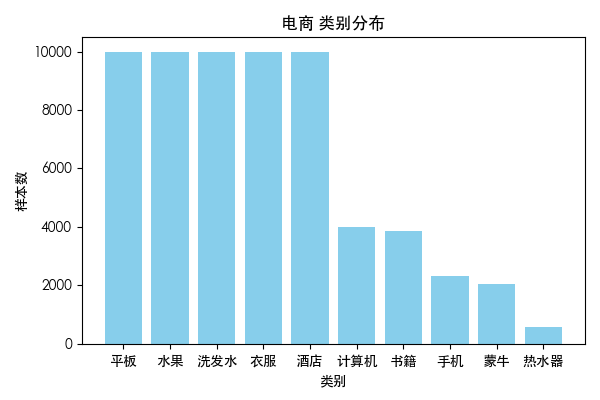 电商 类别分布
样本数
10000
8000
6000
4000
2000
0
平板 水果 洗发水 衣服 酒店 计算机 书籍 手机 蒙牛 热水器
类别